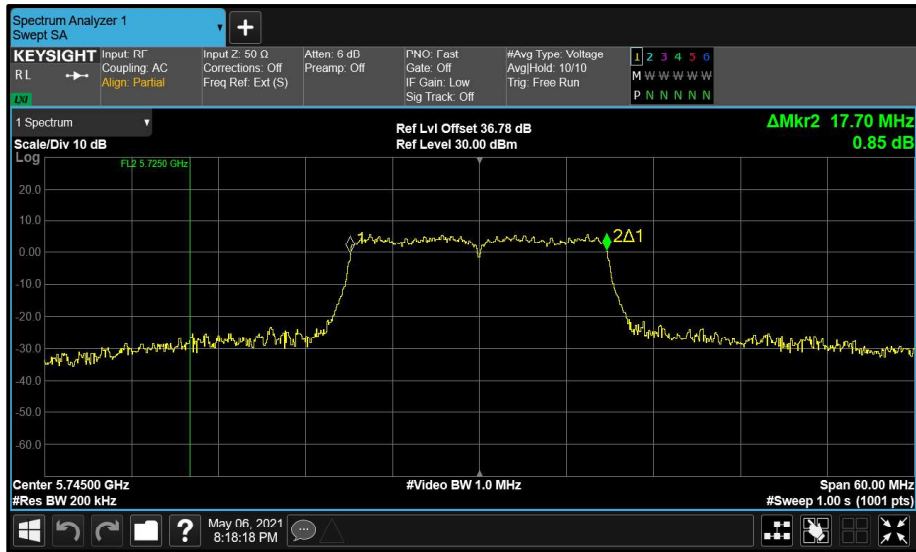 Spectrum Analyzer 1
Swept SA
+
KEYSIGHT
RL
LXI
Input: RF
Coupling: AC
Align: Partial
Input Z: 50 Ω
Corrections: Off
Freq Ref: Ext (S)
Atten: 6 dB
Preamp: Off
PNO: Fast
Gate: Off
IF Gain: Low
Sig Track: Off
#Avg Type: Voltage
Avg|Hold: 10/10
Trig: Free Run
1 2 3 4 5 6
M W W W W W
P N N N N N
1 Spectrum
Scale/Div 10 dB
Ref Lvl Offset 36.78 dB
Ref Level 30.00 dBm
ΔMkr2 17.70 MHz
0.85 dB
Log
FL2 5.7250 GHz
20.0
10.0
1
2Δ1
0.00
-10.0
-20.0
-30.0
-40.0
-50.0
-60.0
Center 5.74500 GHz
#Video BW 1.0 MHz
Span 60.00 MHz
#Res BW 200 kHz
#Sweep 1.00 s (1001 pts)
?
May 06, 2021
8:18:18 PM